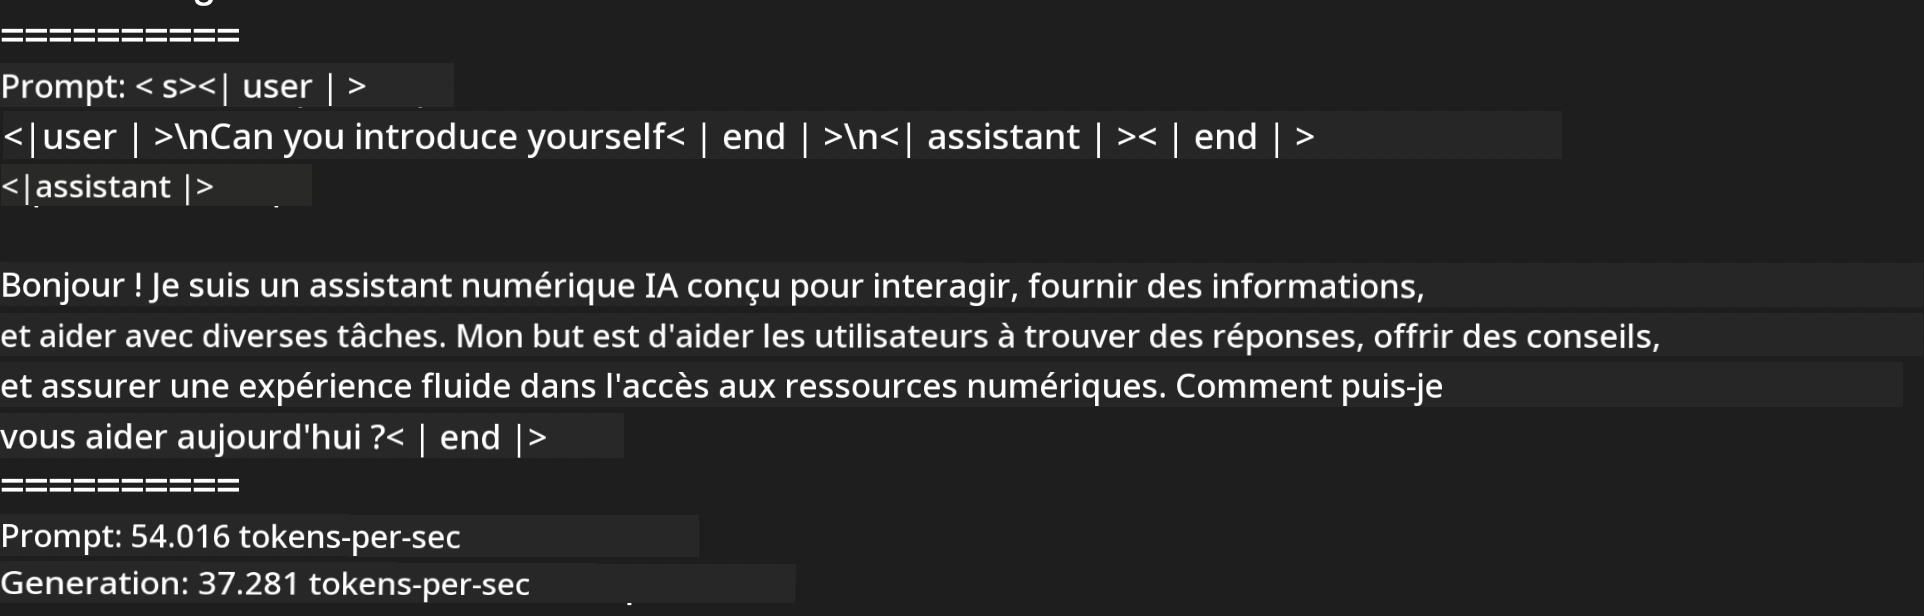 ==========
Prompt: < s><| user | >
<|user | >\nCan you introduce yourself< | end | >\n<| assistant | >< | end | >
<|assistant |>
Bonjour ! Je suis un assistant numérique IA conçu pour interagir, fournir des informations,
et aider avec diverses tâches. Mon but est d'aider les utilisateurs à trouver des réponses, offrir des conseils,
et assurer une expérience fluide dans l'accès aux ressources numériques. Comment puis-je
vous aider aujourd'hui ?< | end |>
==========
Prompt: 54.016 tokens-per-sec
Generation: 37.281 tokens-per-sec